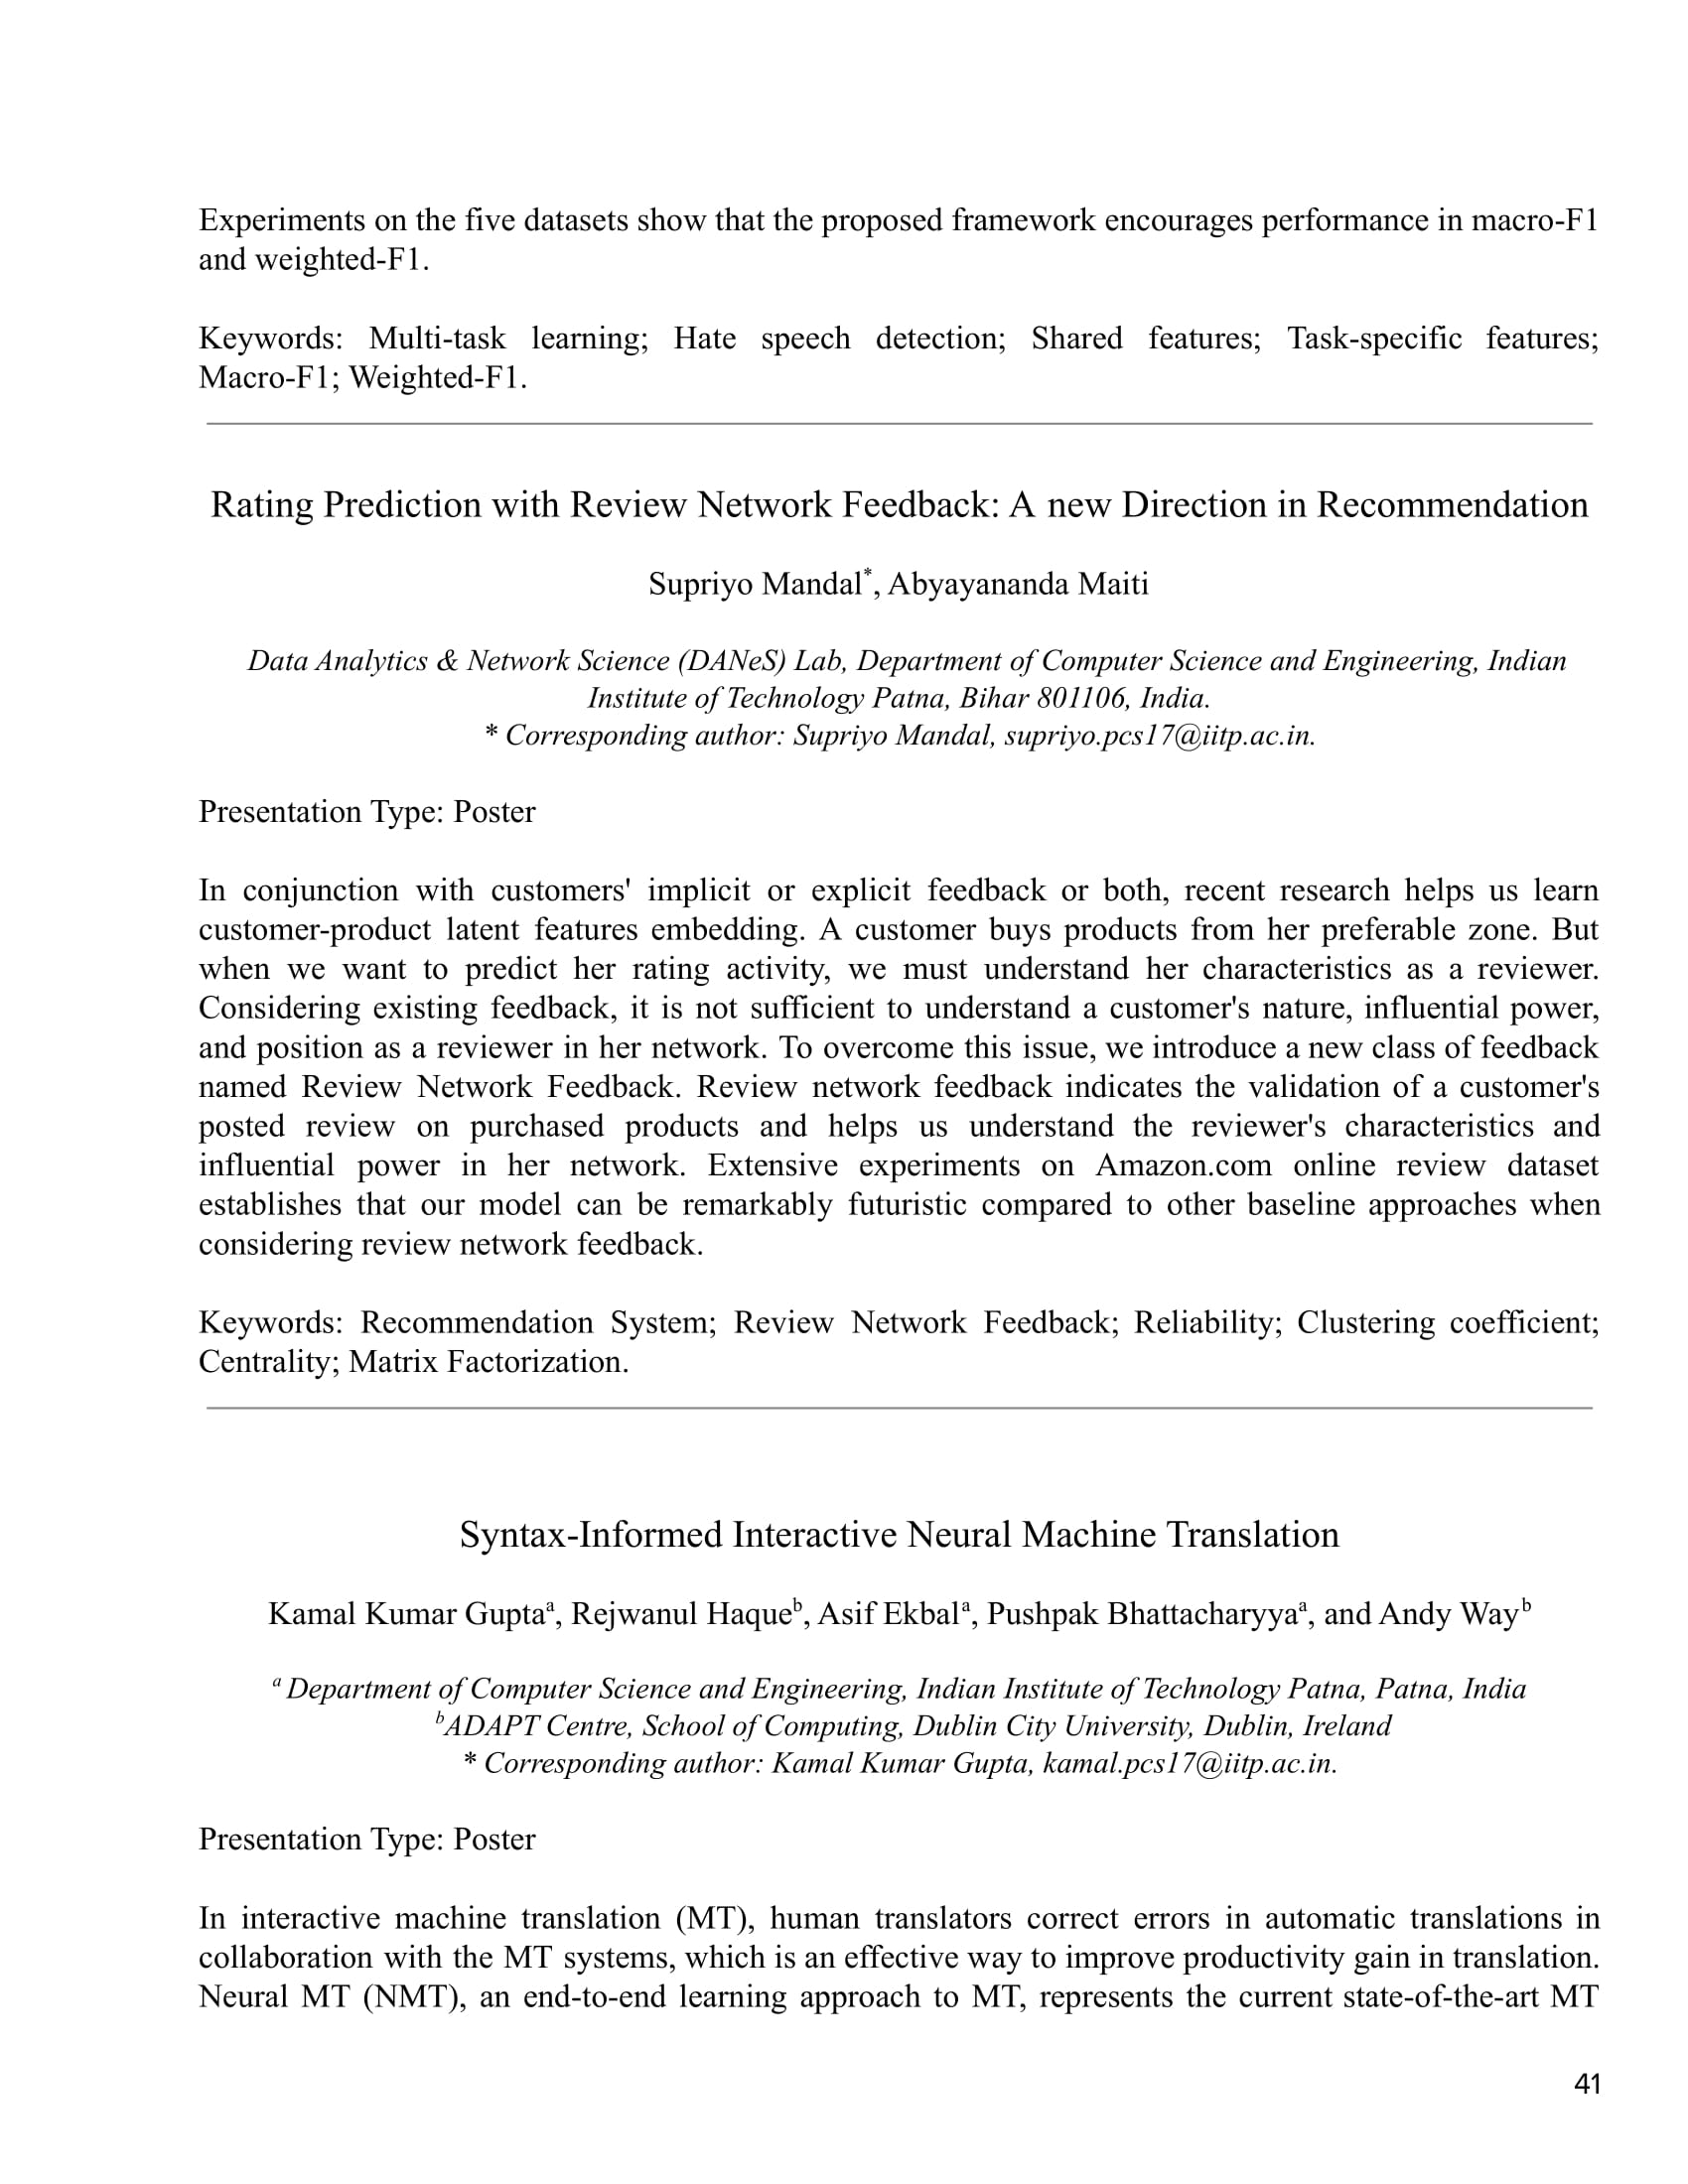 Experiments on the five datasets show that the proposed framework encourages performance in macro-F1
and weighted-F1.
Keywords: Multi-task learning; Hate speech detection; Shared features; Task-specific features;
Macro-F1; Weighted-F1.
Rating Prediction with Review Network Feedback: A new Direction in Recommendation
Supriyo Mandal*, Abyayananda Maiti
Data Analytics & Network Science (DANeS) Lab, Department of Computer Science and Engineering, Indian
Institute of Technology Patna, Bihar 801106, India.
* Corresponding author: Supriyo Mandal, supriyo.pcs17@iitp.ac.in.
Presentation Type: Poster
In conjunction with customers' implicit or explicit feedback or both, recent research helps us learn
customer-product latent features embedding. A customer buys products from her preferable zone. But
when we want to predict her rating activity, we must understand her characteristics as a reviewer.
Considering existing feedback, it is not sufficient to understand a customer's nature, influential power,
and position as a reviewer in her network. To overcome this issue, we introduce a new class of feedback
named Review Network Feedback. Review network feedback indicates the validation of a customer's
posted review on purchased products and helps us understand the reviewer's characteristics and
influential power in her network. Extensive experiments on Amazon.com online review dataset
establishes that our model can be remarkably futuristic compared to other baseline approaches when
considering review network feedback.
Keywords: Recommendation System; Review Network Feedback; Reliability; Clustering coefficient;
Centrality; Matrix Factorization.
Syntax-Informed Interactive Neural Machine Translation
Kamal Kumar Guptaᵃ, Rejwanul Haqueᵇ, Asif Ekbalᵃ, Pushpak Bhattacharyyaᵃ, and Andy Wayᵇ
ᵃ Department of Computer Science and Engineering, Indian Institute of Technology Patna, Patna, India
ᵇADAPT Centre, School of Computing, Dublin City University, Dublin, Ireland
* Corresponding author: Kamal Kumar Gupta, kamal.pcs17@iitp.ac.in.
Presentation Type: Poster
In interactive machine translation (MT), human translators correct errors in automatic translations in
collaboration with the MT systems, which is an effective way to improve productivity gain in translation.
Neural MT (NMT), an end-to-end learning approach to MT, represents the current state-of-the-art MT
41